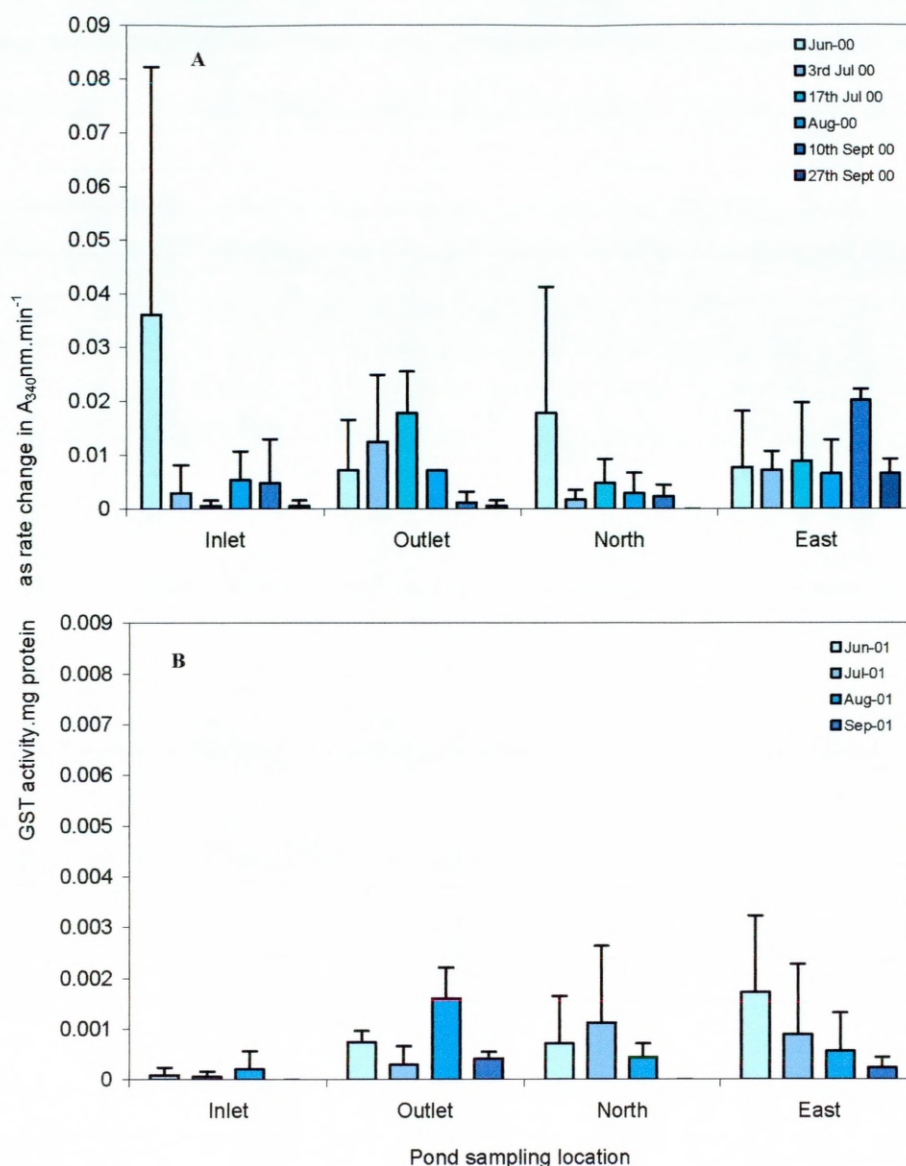 A
0.09
0.08
0.07
0.06
0.05
0.04
0.03
0.02
0.01
0
Jun-00
3rd Jul 00
17th Jul 00
Aug-00
10th Sept 00
27th Sept 00
Inlet Outlet North East
GST activity.mg protein as rate change in A₃₄₀nm.min⁻¹
B
0.009
0.008
0.007
0.006
0.005
0.004
0.003
0.002
0.001
0
Jun-01
Jul-01
Aug-01
Sep-01
Inlet Outlet North East
Pond sampling location